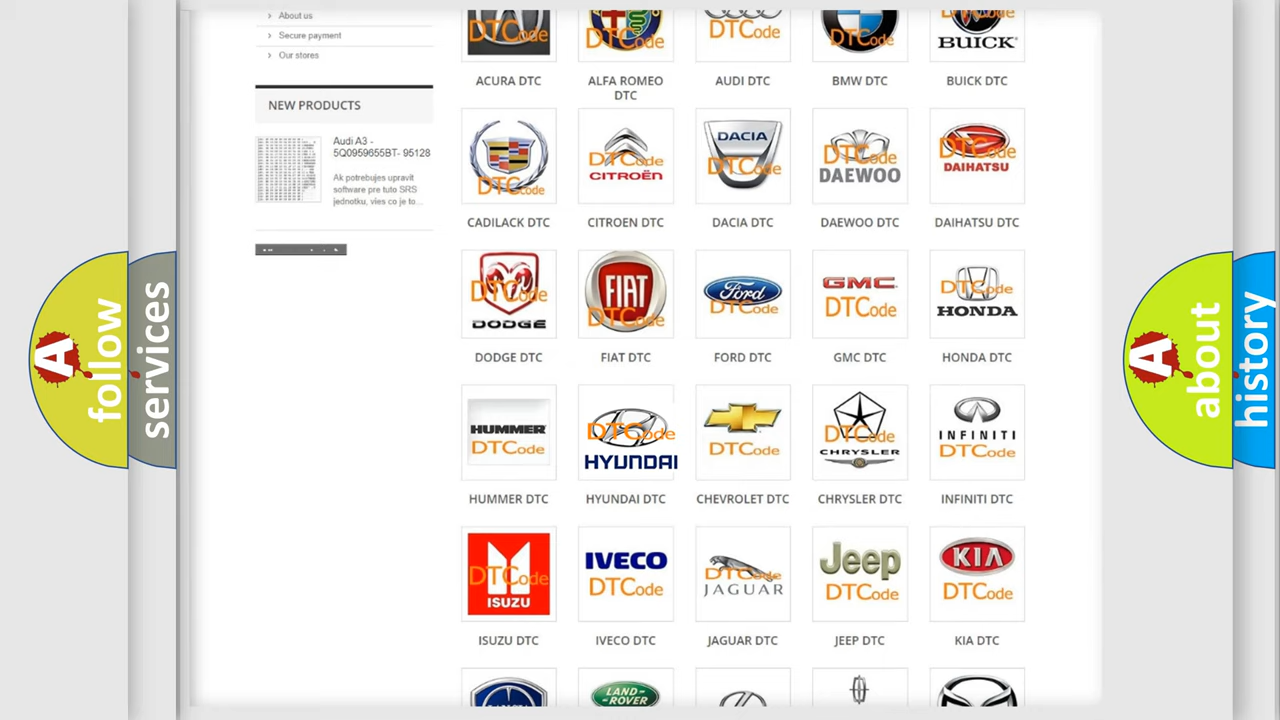 About us
Secure payment
Our stores
NEW PRODUCTS
Audi A3 -
5Q0959655BT- 95128
Ak potrebujes upravit
software pre tuto SRS
jednotku, vies co je to...
DTCode
DTCode
DTCode
DTCode
BUICK
ACURA DTC
ALFA ROMEO
DTC
AUDI DTC
BMW DTC
BUICK DTC
DTCode
DTCode
CITROËN
DACIA
DTCode
DTCode
DAEWOO
DTCode
DAIHATSU
CADILACK DTC
CITROEN DTC
DACIA DTC
DAEWOO DTC
DAIHATSU DTC
DTCode
DODGE
FIAT
DTCode
Ford
DTCode
GMC
DTCode
DTCode
HONDA
DODGE DTC
FIAT DTC
FORD DTC
GMC DTC
HONDA DTC
HUMMER
DTCode
DTCode
HYUNDAI
DTCode
DTCode
CHRYSLER
INFINITI
DTCode
HUMMER DTC
HYUNDAI DTC
CHEVROLET DTC
CHRYSLER DTC
INFINITI DTC
DTCode
ISUZU
IVECO
DTCode
DTCode
JAGUAR
Jeep
DTCode
KIA
DTCode
ISUZU DTC
IVECO DTC
JAGUAR DTC
JEEP DTC
KIA DTC
LAND-
ROVER
A
follow
services
A
about
history